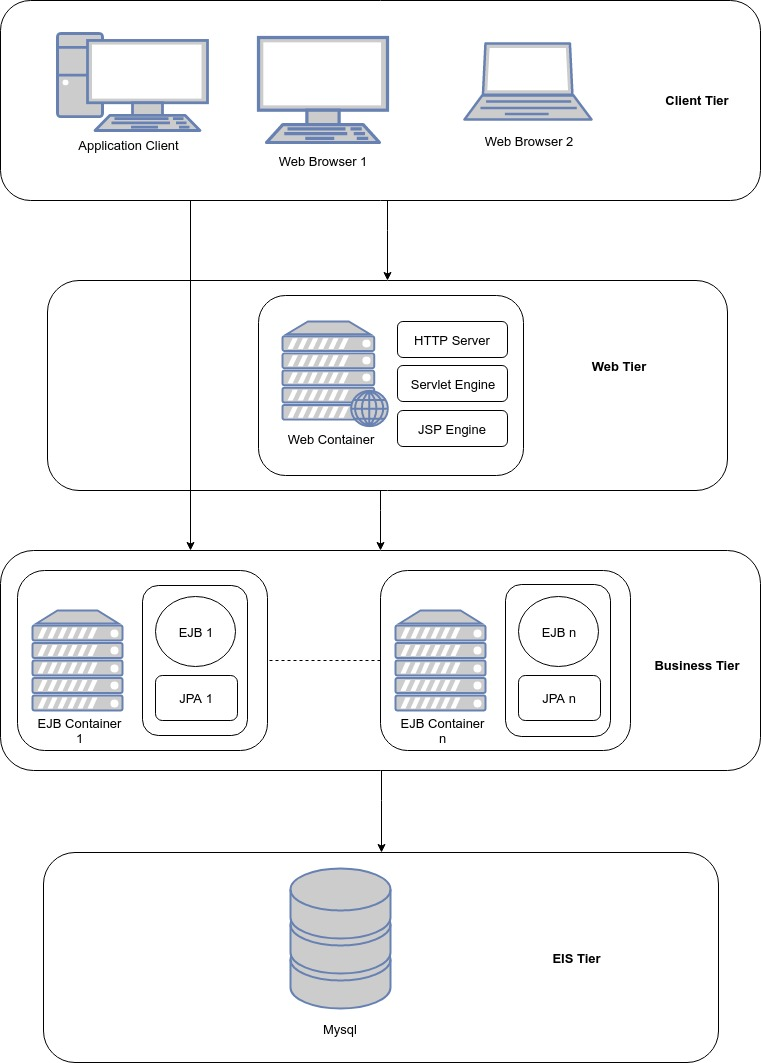 Client Tier
Application Client
Web Browser 1
Web Browser 2
Web Tier
HTTP Server
Servlet Engine
JSP Engine
Web Container
EJB 1
JPA 1
EJB Container
1
EJB n
JPA n
EJB Container
n
Business Tier
EIS Tier
Mysql